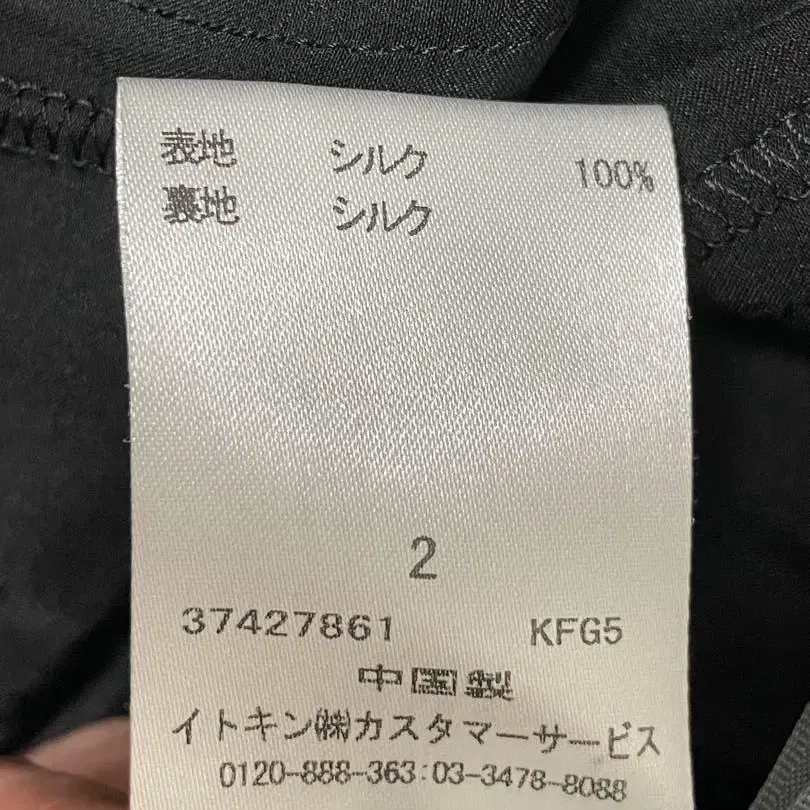 表地 シルク 100%
裏地 シルク
2
37427861 KFG5
中国製
イトキン㈱カスタマーサービス
0120-888-363:03-3478-8088